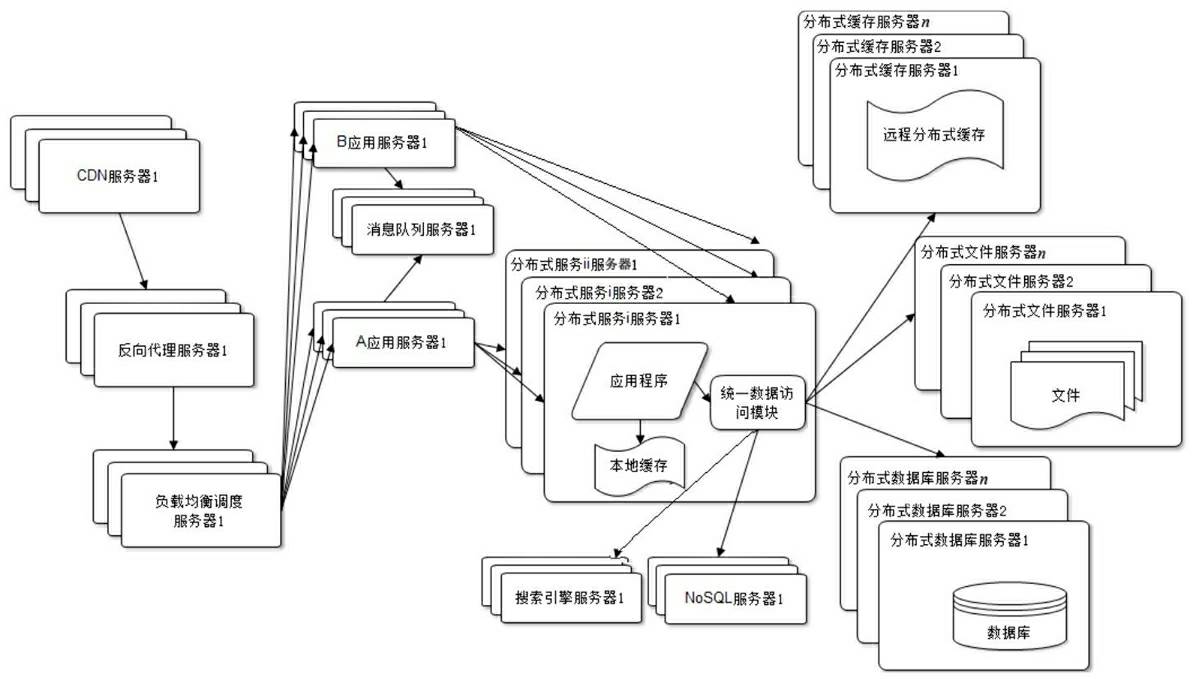 分布式缓存服务器n
分布式缓存服务器2
分布式缓存服务器1
远程分布式缓存
CDN服务器1
B应用服务器1
消息队列服务器1
反向代理服务器1
A应用服务器1
负载均衡调度
服务器1
分布式服务ii服务器1
分布式服务i服务器2
分布式服务i服务器1
应用程序
统一数据访
问模块
本地缓存
分布式文件服务器n
分布式文件服务器2
分布式文件服务器1
文件
分布式数据库服务器n
分布式数据库服务器2
分布式数据库服务器1
数据库
搜索引擎服务器1
NoSQL服务器1